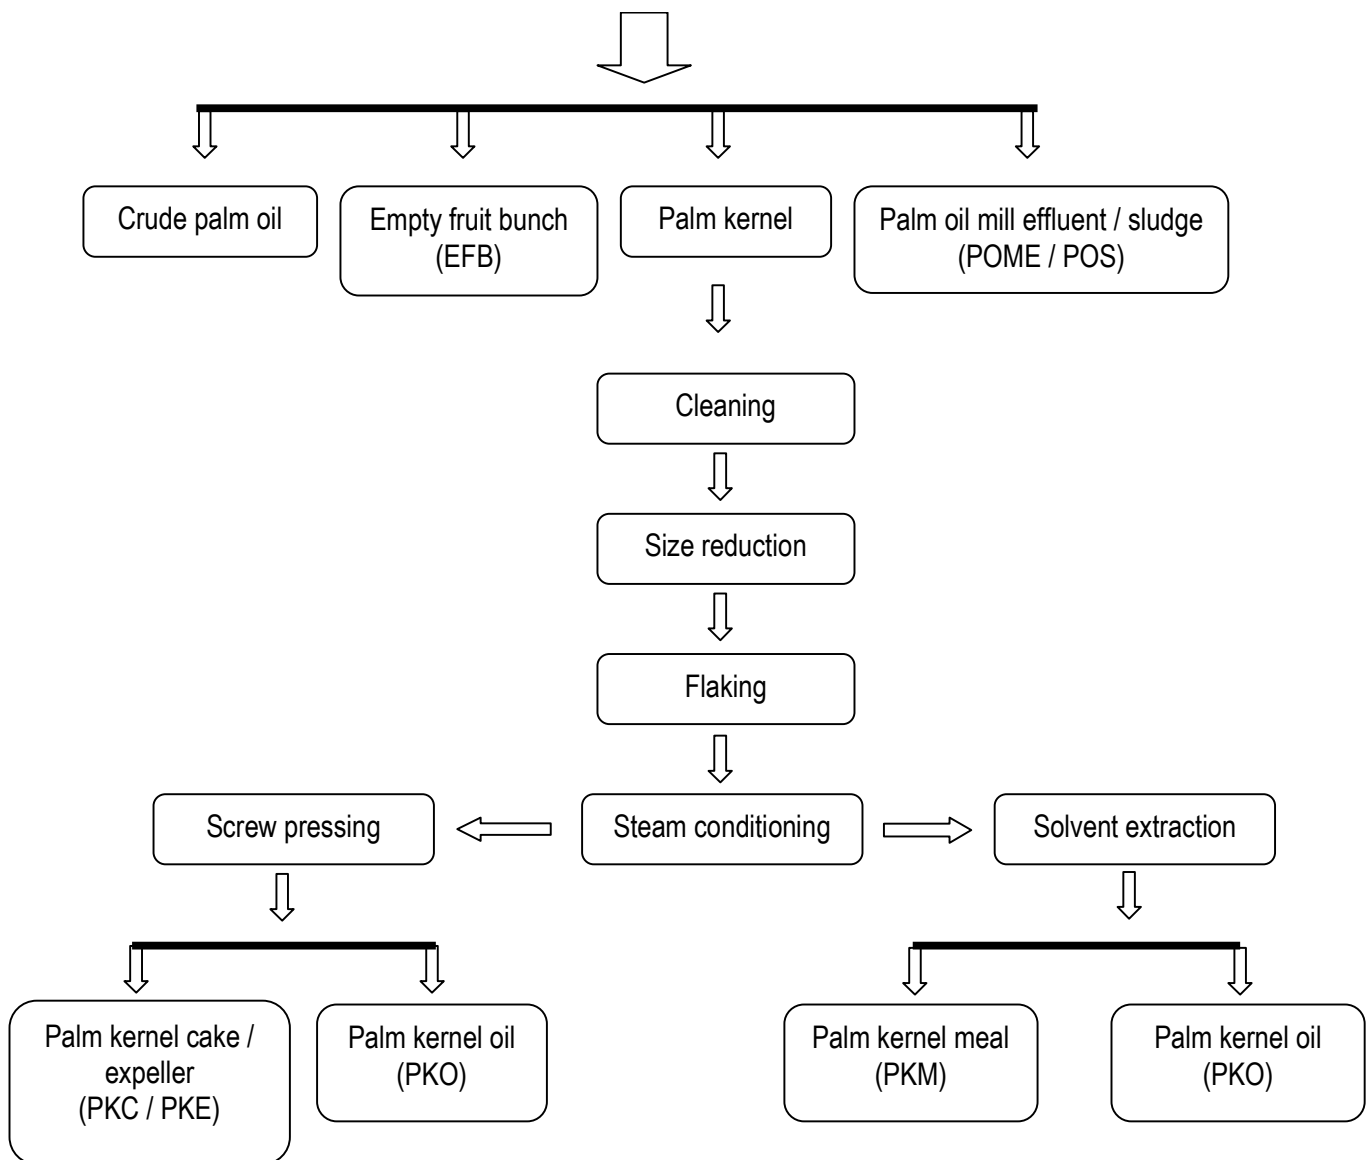 Crude palm oil
Empty fruit bunch
(EFB)
Palm kernel
Palm oil mill effluent / sludge
(POME / POS)
Cleaning
Size reduction
Flaking
Screw pressing
Steam conditioning
Solvent extraction
Palm kernel cake /
expeller
(PKC / PKE)
Palm kernel oil
(PKO)
Palm kernel meal
(PKM)
Palm kernel oil
(PKO)